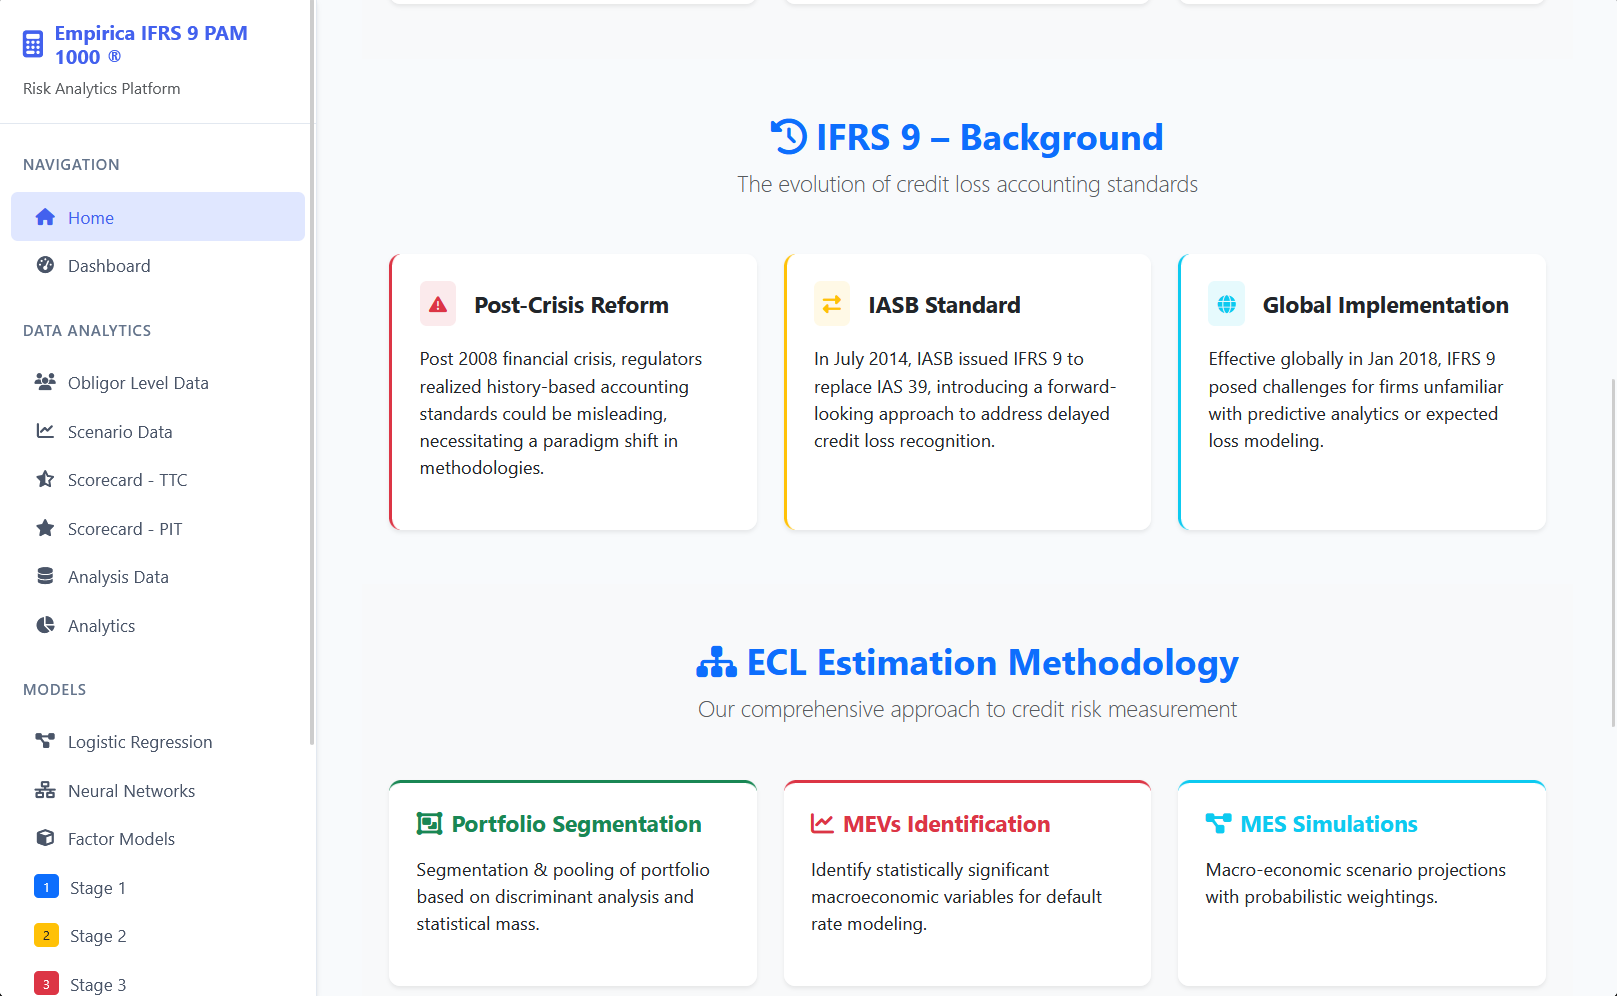 Empirica IFRS 9 PAM
1000 ®
Risk Analytics Platform
NAVIGATION
Home
Dashboard
DATA ANALYTICS
Obligor Level Data
Scenario Data
Scorecard - TTC
Scorecard - PIT
Analysis Data
Analytics
MODELS
Logistic Regression
Neural Networks
Factor Models
1 Stage 1
2 Stage 2
3 Stage 3
IFRS 9 – Background
The evolution of credit loss accounting standards
Post-Crisis Reform
Post 2008 financial crisis, regulators
realized history-based accounting
standards could be misleading,
necessitating a paradigm shift in
methodologies.
IASB Standard
In July 2014, IASB issued IFRS 9 to
replace IAS 39, introducing a forward-
looking approach to address delayed
credit loss recognition.
Global Implementation
Effective globally in Jan 2018, IFRS 9
posed challenges for firms unfamiliar
with predictive analytics or expected
loss modeling.
ECL Estimation Methodology
Our comprehensive approach to credit risk measurement
Portfolio Segmentation
Segmentation & pooling of portfolio
based on discriminant analysis and
statistical mass.
MEVs Identification
Identify statistically significant
macroeconomic variables for default
rate modeling.
MES Simulations
Macro-economic scenario projections
with probabilistic weightings.